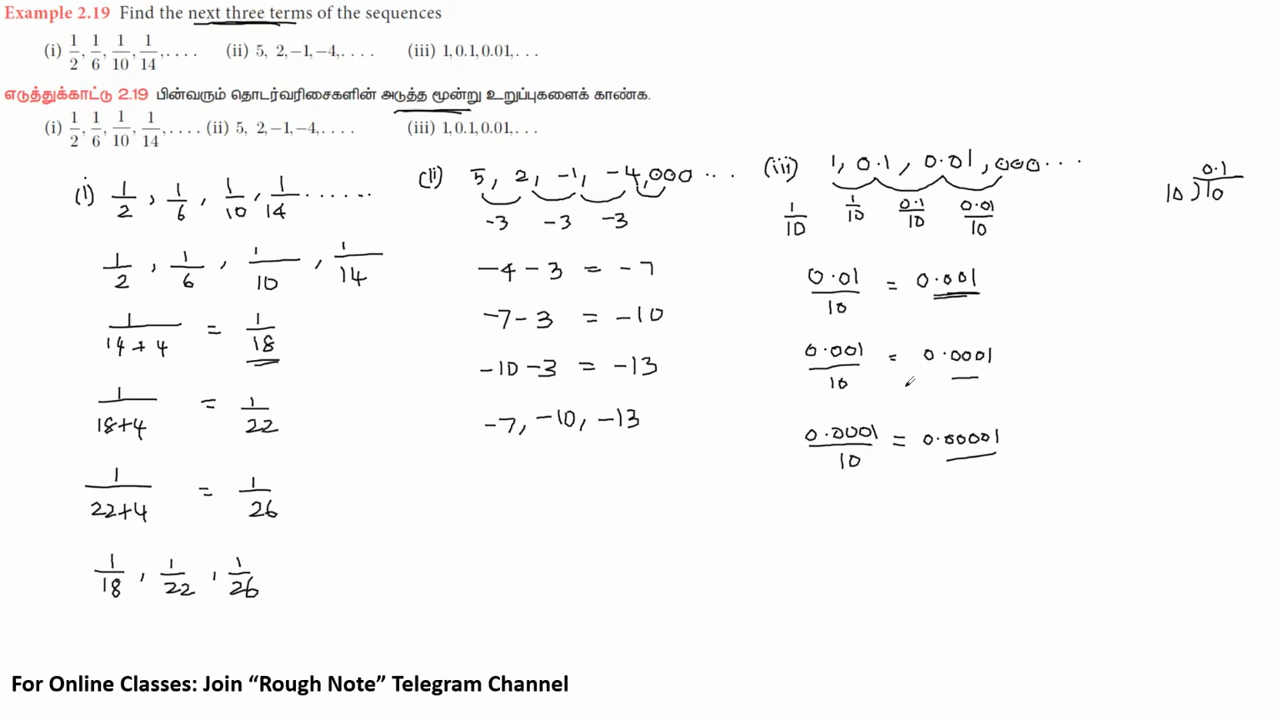 Example 2.19 Find the next three terms of the sequences
(i) 1/2, 1/6, 1/10, 1/14, . . . . (ii) 5, 2, −1, −4, . . . . (iii) 1, 0.1, 0.01, . . .
எடுத்துக்காட்டு 2.19 பின்வரும் தொடர்வரிசைகளின் அடுத்த மூன்று உறுப்புகளைக் காண்க.
(i) 1/2, 1/6, 1/10, 1/14, . . . . (ii) 5, 2, −1, −4, . . . . (iii) 1, 0.1, 0.01, . . .
(i) 1/2, 1/6, 1/10, 1/14 .......
1/2, 1/6, 1/10, 1/14
1/(14+4) = 1/18
1/(18+4) = 1/22
1/(22+4) = 1/26
1/18, 1/22, 1/26
(ii) 5, 2, -1, -4, 000 ...
-3 -3 -3
-4 - 3 = -7
-7 - 3 = -10
-10 - 3 = -13
-7, -10, -13
(iii) 1, 0.1, 0.01, 000 ...
1/10 1/10 0.1/10 0.01/10
0.01/10 = 0.001
0.001/10 = 0.0001
0.0001/10 = 0.00001
0.1
10 ) 10
For Online Classes: Join “Rough Note” Telegram Channel